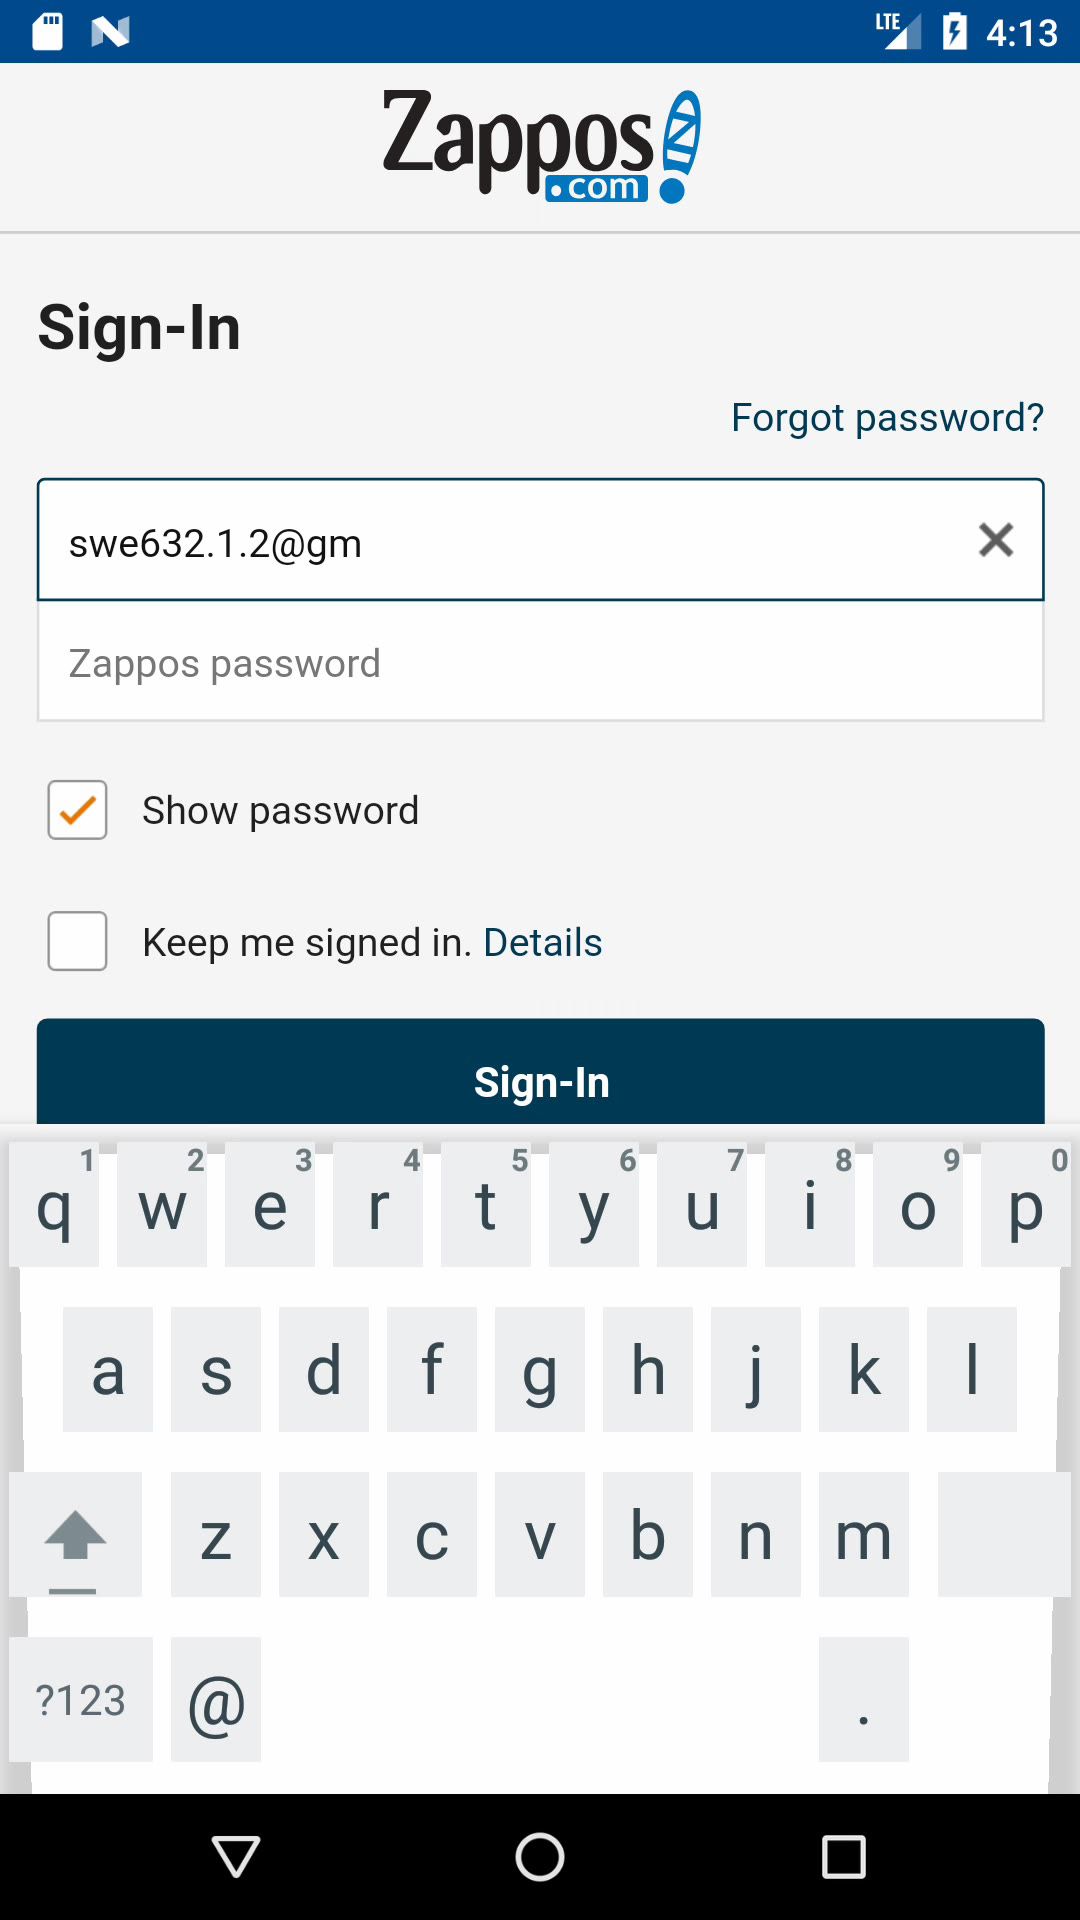 LTE 4:13
Zappos
.com
Sign-In
Forgot password?
swe632.1.2@gm
Zappos password
Show password
Keep me signed in. Details
Sign-In
1 2 3 4 5 6 7 8 9 0
q w e r t y u i o p
a s d f g h j k l
z x c v b n m
?123 @ .